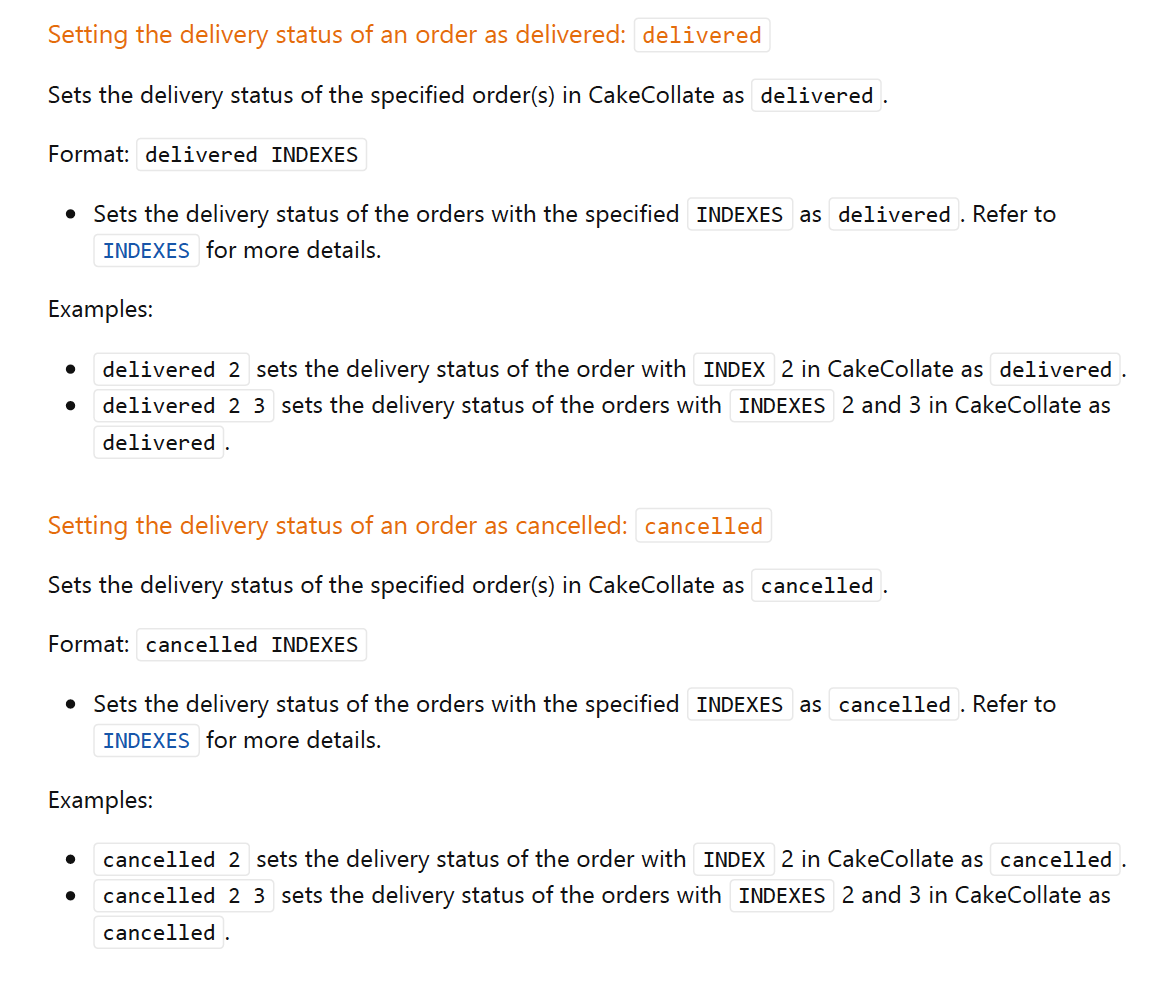 Setting the delivery status of an order as delivered: delivered
Sets the delivery status of the specified order(s) in CakeCollate as delivered.
Format: delivered INDEXES
• Sets the delivery status of the orders with the specified INDEXES as delivered. Refer to
INDEXES for more details.
Examples:
• delivered 2 sets the delivery status of the order with INDEX 2 in CakeCollate as delivered.
• delivered 2 3 sets the delivery status of the orders with INDEXES 2 and 3 in CakeCollate as
delivered.
Setting the delivery status of an order as cancelled: cancelled
Sets the delivery status of the specified order(s) in CakeCollate as cancelled.
Format: cancelled INDEXES
• Sets the delivery status of the orders with the specified INDEXES as cancelled. Refer to
INDEXES for more details.
Examples:
• cancelled 2 sets the delivery status of the order with INDEX 2 in CakeCollate as cancelled.
• cancelled 2 3 sets the delivery status of the orders with INDEXES 2 and 3 in CakeCollate as
cancelled.